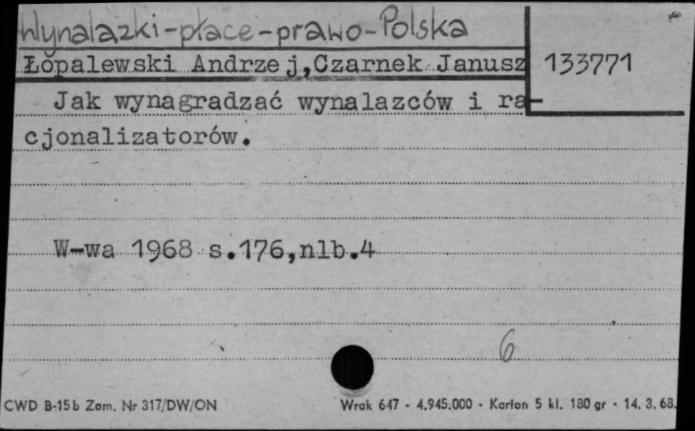 Wynalazki-płace-prawo-Polska
Łopalewski Andrzej,Czarnek Janusz
133771
Jak wynagradzać wynalazców i ra-
cjonalizatorów.
W-wa 1968 s.176,nlb.4
6
CWD B-15b Zam. Nr 317/DW/ON
Wrak 647 - 4.945.000 - Karton 5 kl. 180 gr - 14. 3. 68.